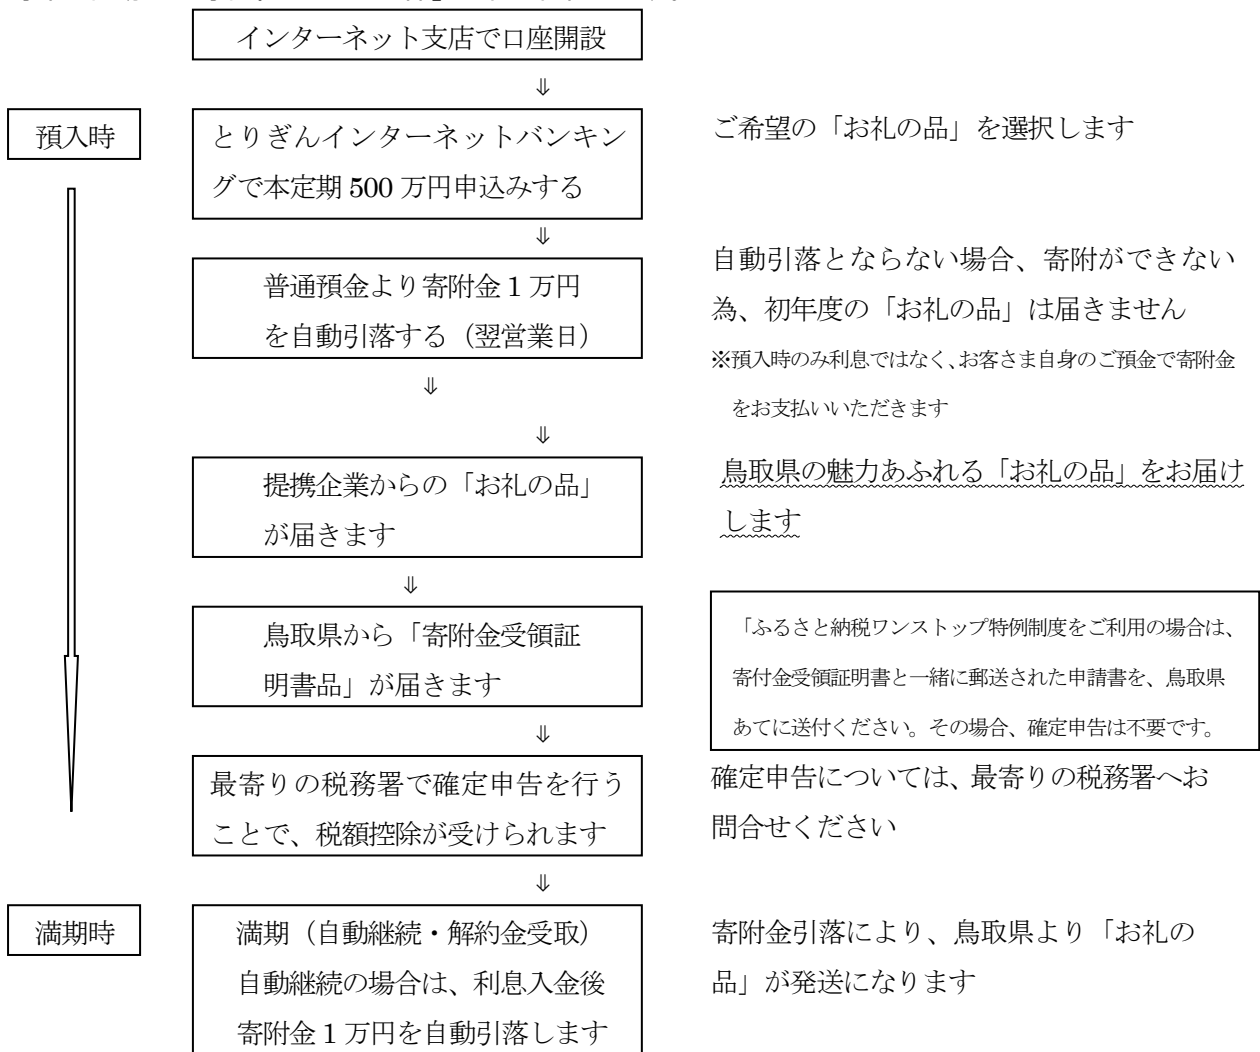 インターネット支店で口座開設
⇓
預入時
とりぎんインターネットバンキン
グで本定期 500 万円申込みする
ご希望の「お礼の品」を選択します
⇓
普通預金より寄附金 1 万円
を自動引落する（翌営業日）
自動引落とならない場合、寄附ができない
為、初年度の「お礼の品」は届きません
※預入時のみ利息ではなく、お客さま自身のご預金で寄附金
をお支払いいただきます
⇓
⇓
提携企業からの「お礼の品」
が届きます
鳥取県の魅力あふれる「お礼の品」をお届け
します
⇓
鳥取県から「寄附金受領証
明書品」が届きます
「ふるさと納税ワンストップ特例制度をご利用の場合は、
寄付金受領証明書と一緒に郵送された申請書を、鳥取県
あてに送付ください。その場合、確定申告は不要です。
⇓
最寄りの税務署で確定申告を行う
ことで、税額控除が受けられます
確定申告については、最寄りの税務署へお
問合せください
⇓
満期時
満期（自動継続・解約金受取）
自動継続の場合は、利息入金後
寄附金 1 万円を自動引落します
寄附金引落により、鳥取県より「お礼の
品」が発送になります